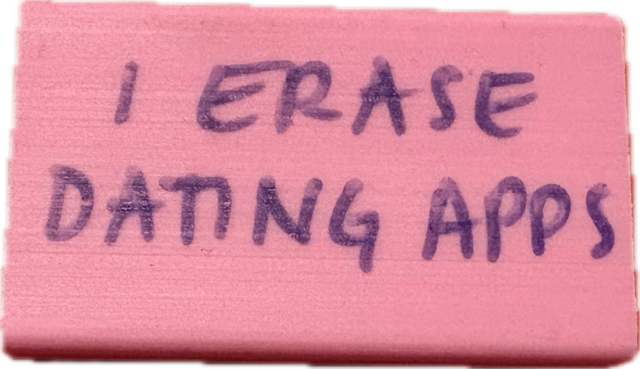 I ERASE
DATING APPS